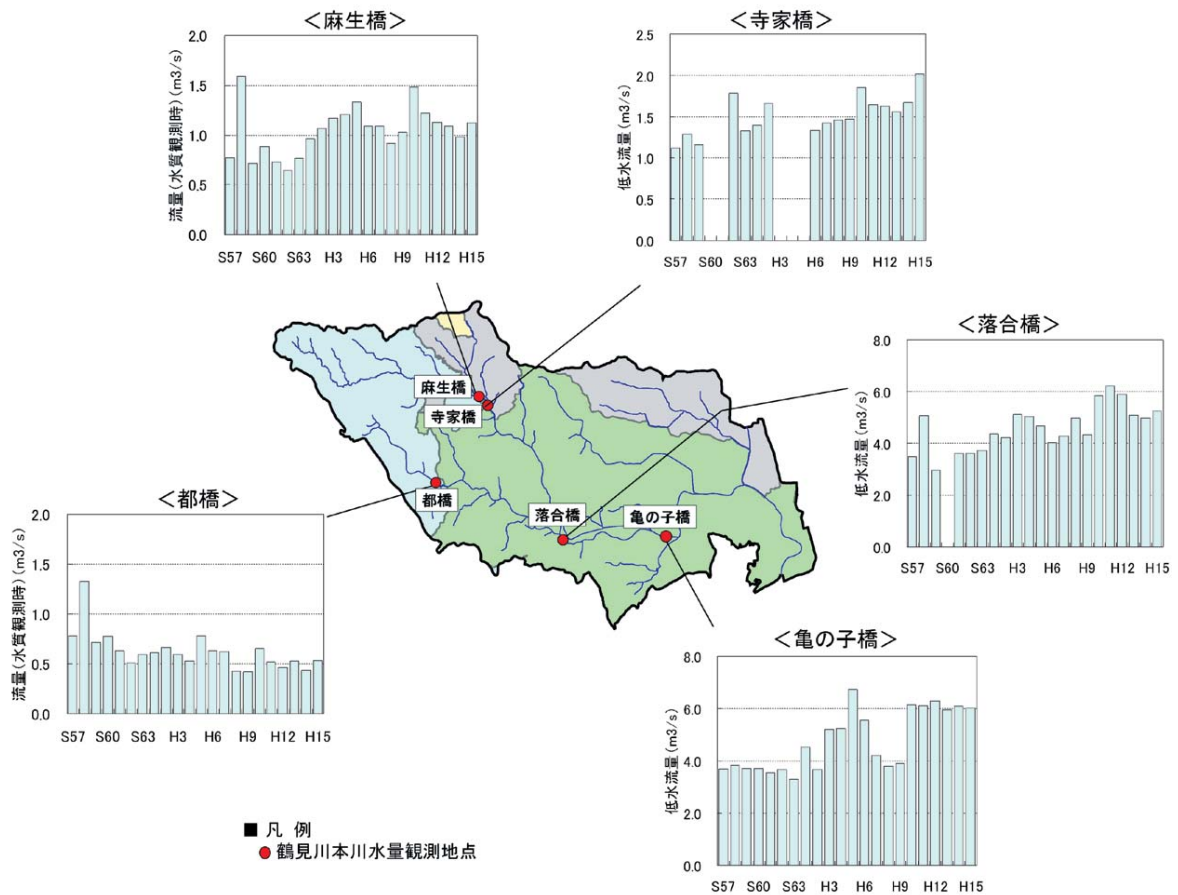 <麻生橋>
流量(水質観測時)(m3/s)
2.0
1.5
1.0
0.5
0.0
S57 S60 S63 H3 H6 H9 H12 H15
<寺家橋>
低水流量(m3/s)
2.5
2.0
1.5
1.0
0.5
0.0
S57 S60 S63 H3 H6 H9 H12 H15
<落合橋>
低水流量(m3/s)
8.0
6.0
4.0
2.0
0.0
S57 S60 S63 H3 H6 H9 H12 H15
麻生橋
寺家橋
都橋
落合橋
亀の子橋
<都橋>
流量(水質観測時)(m3/s)
2.0
1.5
1.0
0.5
0.0
S57 S60 S63 H3 H6 H9 H12 H15
<亀の子橋>
低水流量(m3/s)
8.0
6.0
4.0
2.0
0.0
S57 S60 S63 H3 H6 H9 H12 H15
■ 凡 例
鶴見川本川水量観測地点